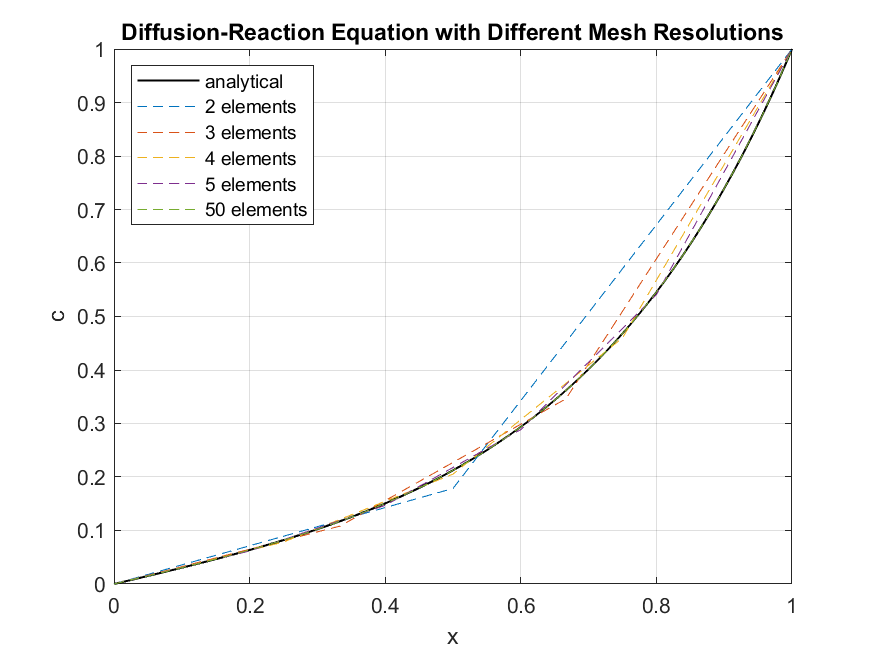 Diffusion-Reaction Equation with Different Mesh Resolutions
1
0.9
0.8
0.7
0.6
0.5
0.4
0.3
0.2
0.1
0
c
analytical
2 elements
3 elements
4 elements
5 elements
50 elements
0 0.2 0.4 0.6 0.8 1
x